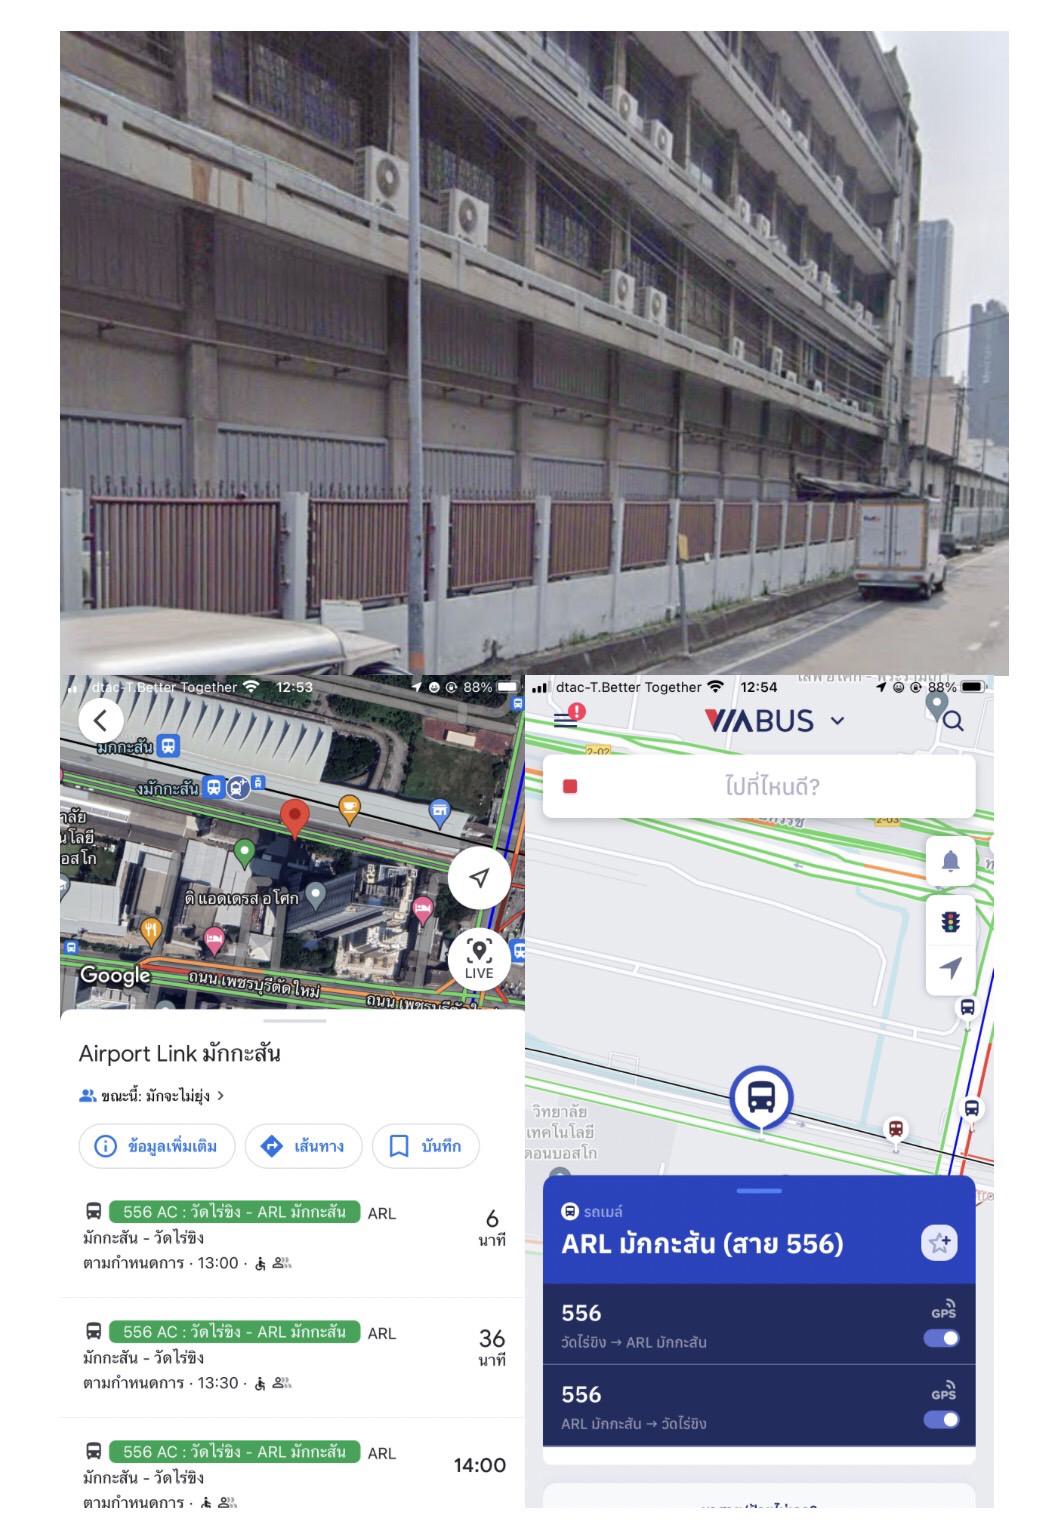 FedEx
dtac-T.Better Together
12:53
88%
มกกะสัน
งมักกะสัน
าลัย
นโลยี
อสโก
ดิ แอดเดรส อโศก
LIVE
Google
ถนน เพชรบุรีตัดใหม่
ถนน เพชรบุรีตัดใหม่
Airport Link มักกะสัน
ขณะนี้: มักจะไม่ยุ่ง
ข้อมูลเพิ่มเติม
เส้นทาง
บันทึก
556 AC : วัดไร่ขิง - ARL มักกะสัน ARL
มักกะสัน - วัดไร่ขิง
ตามกำหนดการ · 13:00 ·
6
นาที
556 AC : วัดไร่ขิง - ARL มักกะสัน ARL
มักกะสัน - วัดไร่ขิง
ตามกำหนดการ · 13:30 ·
36
นาที
556 AC : วัดไร่ขิง - ARL มักกะสัน ARL
มักกะสัน - วัดไร่ขิง
ตามกำหนดการ ·
14:00
dtac-T.Better Together
12:54
88%
VIABUS
2-02
ไปที่ไหนดี?
2-03
วิทยาลัย
เทคโนโลยี
ดอนบอสโก
รถเมล์
ARL มักกะสัน (สาย 556)
556
GPS
วัดไร่ขิง → ARL มักกะสัน
556
GPS
ARL มักกะสัน → วัดไร่ขิง